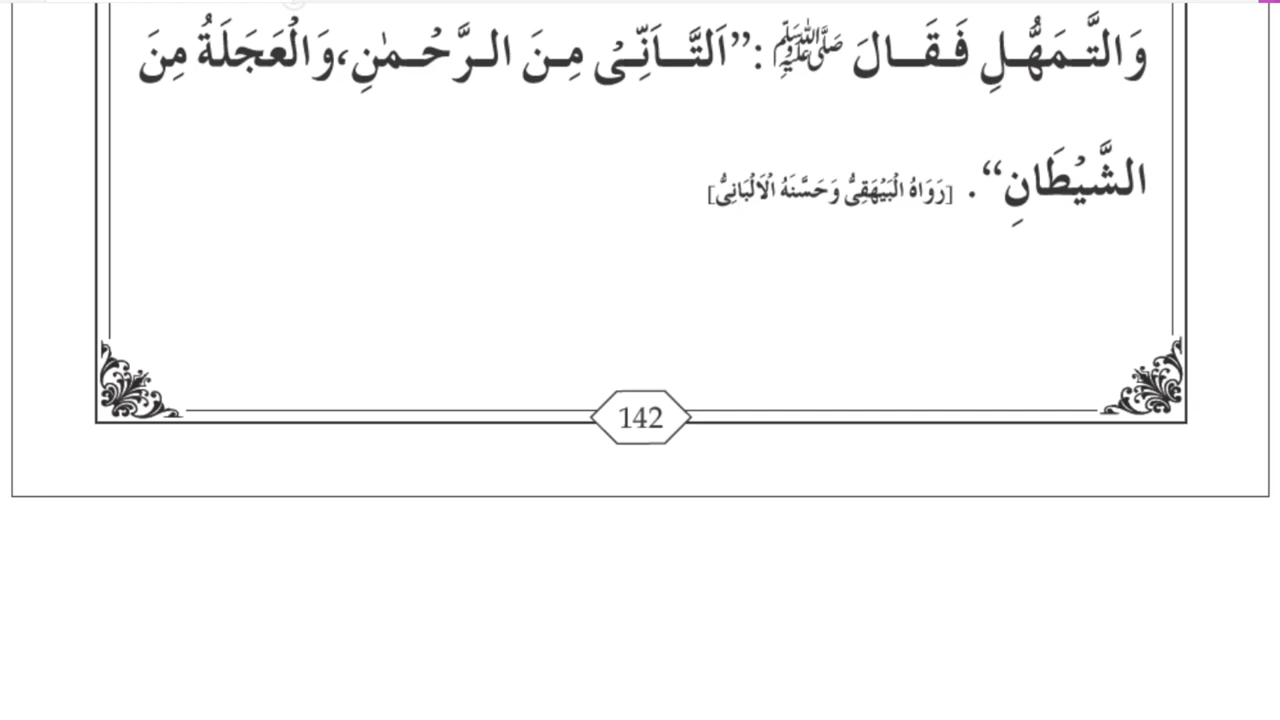 وَالتَّمَهُّلِ فَقَالَ ﷺ :”اَلتَّاَنِّىْ مِنَ الرَّحْمٰنِ،وَالْعَجَلَةُ مِنَ
الشَّيْطَانِ“. [رَوَاهُ الْبَيْهَقِىُّ وَحَسَّنَهُ الْاَلْبَانِىُّ]
142